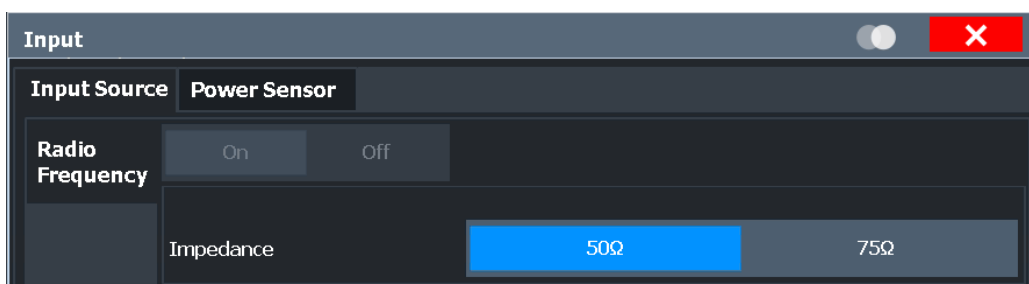 Input
Input Source Power Sensor
Radio On Off
Frequency
Impedance 50Ω 75Ω